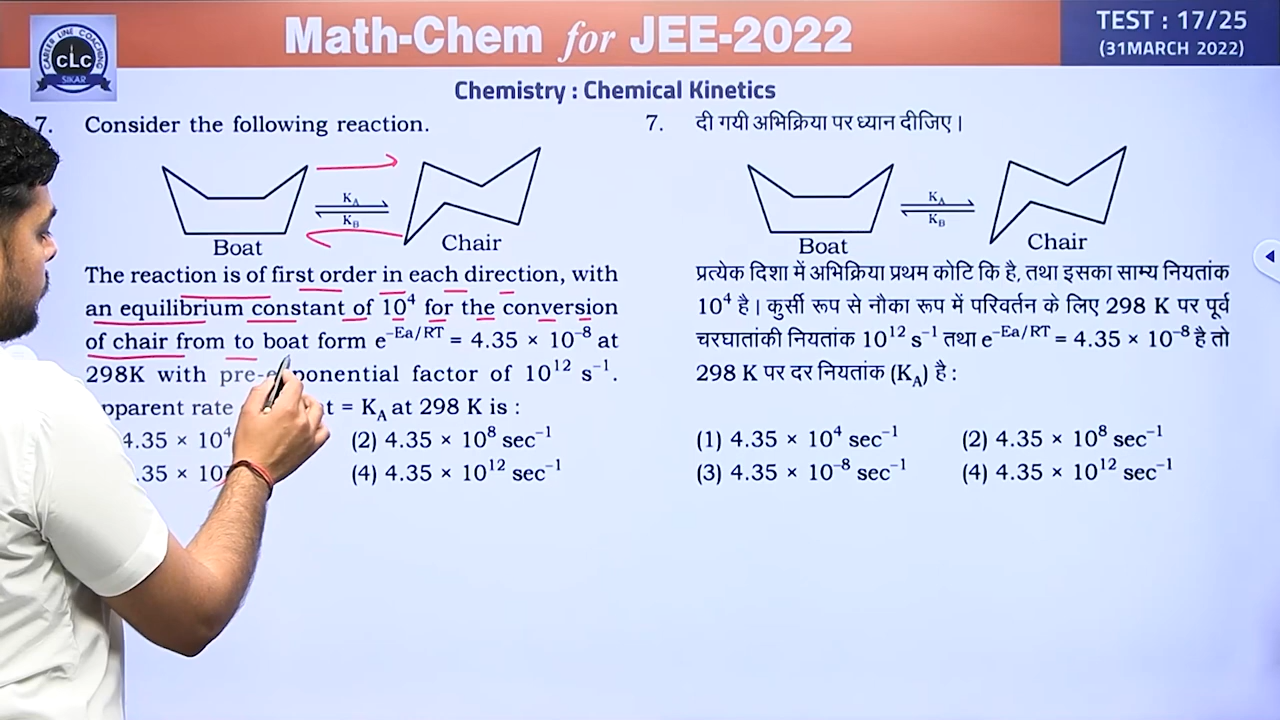 Math-Chem for JEE-2022
TEST : 17/25
(31MARCH 2022)
CAREER LINE COACHING
CLC
SIKAR
Chemistry : Chemical Kinetics
7. Consider the following reaction.
K_A
K_B
Boat
Chair
The reaction is of first order in each direction, with
an equilibrium constant of 10⁴ for the conversion
of chair from to boat form e^–Ea/RT = 4.35 × 10⁻⁸ at
298K with ponential factor of 10¹² s⁻¹.
rate = K_A at 298 K is :
4.35 × 10⁴ (2) 4.35 × 10⁸ sec⁻¹
.35 × 10 (4) 4.35 × 10¹² sec⁻¹
7. दी गयी अभिक्रिया पर ध्यान दीजिए।
K_A
K_B
Boat
Chair
प्रत्येक दिशा में अभिक्रिया प्रथम कोटि कि है, तथा इसका साम्य नियतांक
10⁴ है। कुर्सी रूप से नौका रूप में परिवर्तन के लिए 298 K पर पूर्व
चरघातांकी नियतांक 10¹² s⁻¹ तथा e^–Ea/RT = 4.35 × 10⁻⁸ है तो
298 K पर दर नियतांक (K_A) है :
(1) 4.35 × 10⁴ sec⁻¹ (2) 4.35 × 10⁸ sec⁻¹
(3) 4.35 × 10⁻⁸ sec⁻¹ (4) 4.35 × 10¹² sec⁻¹